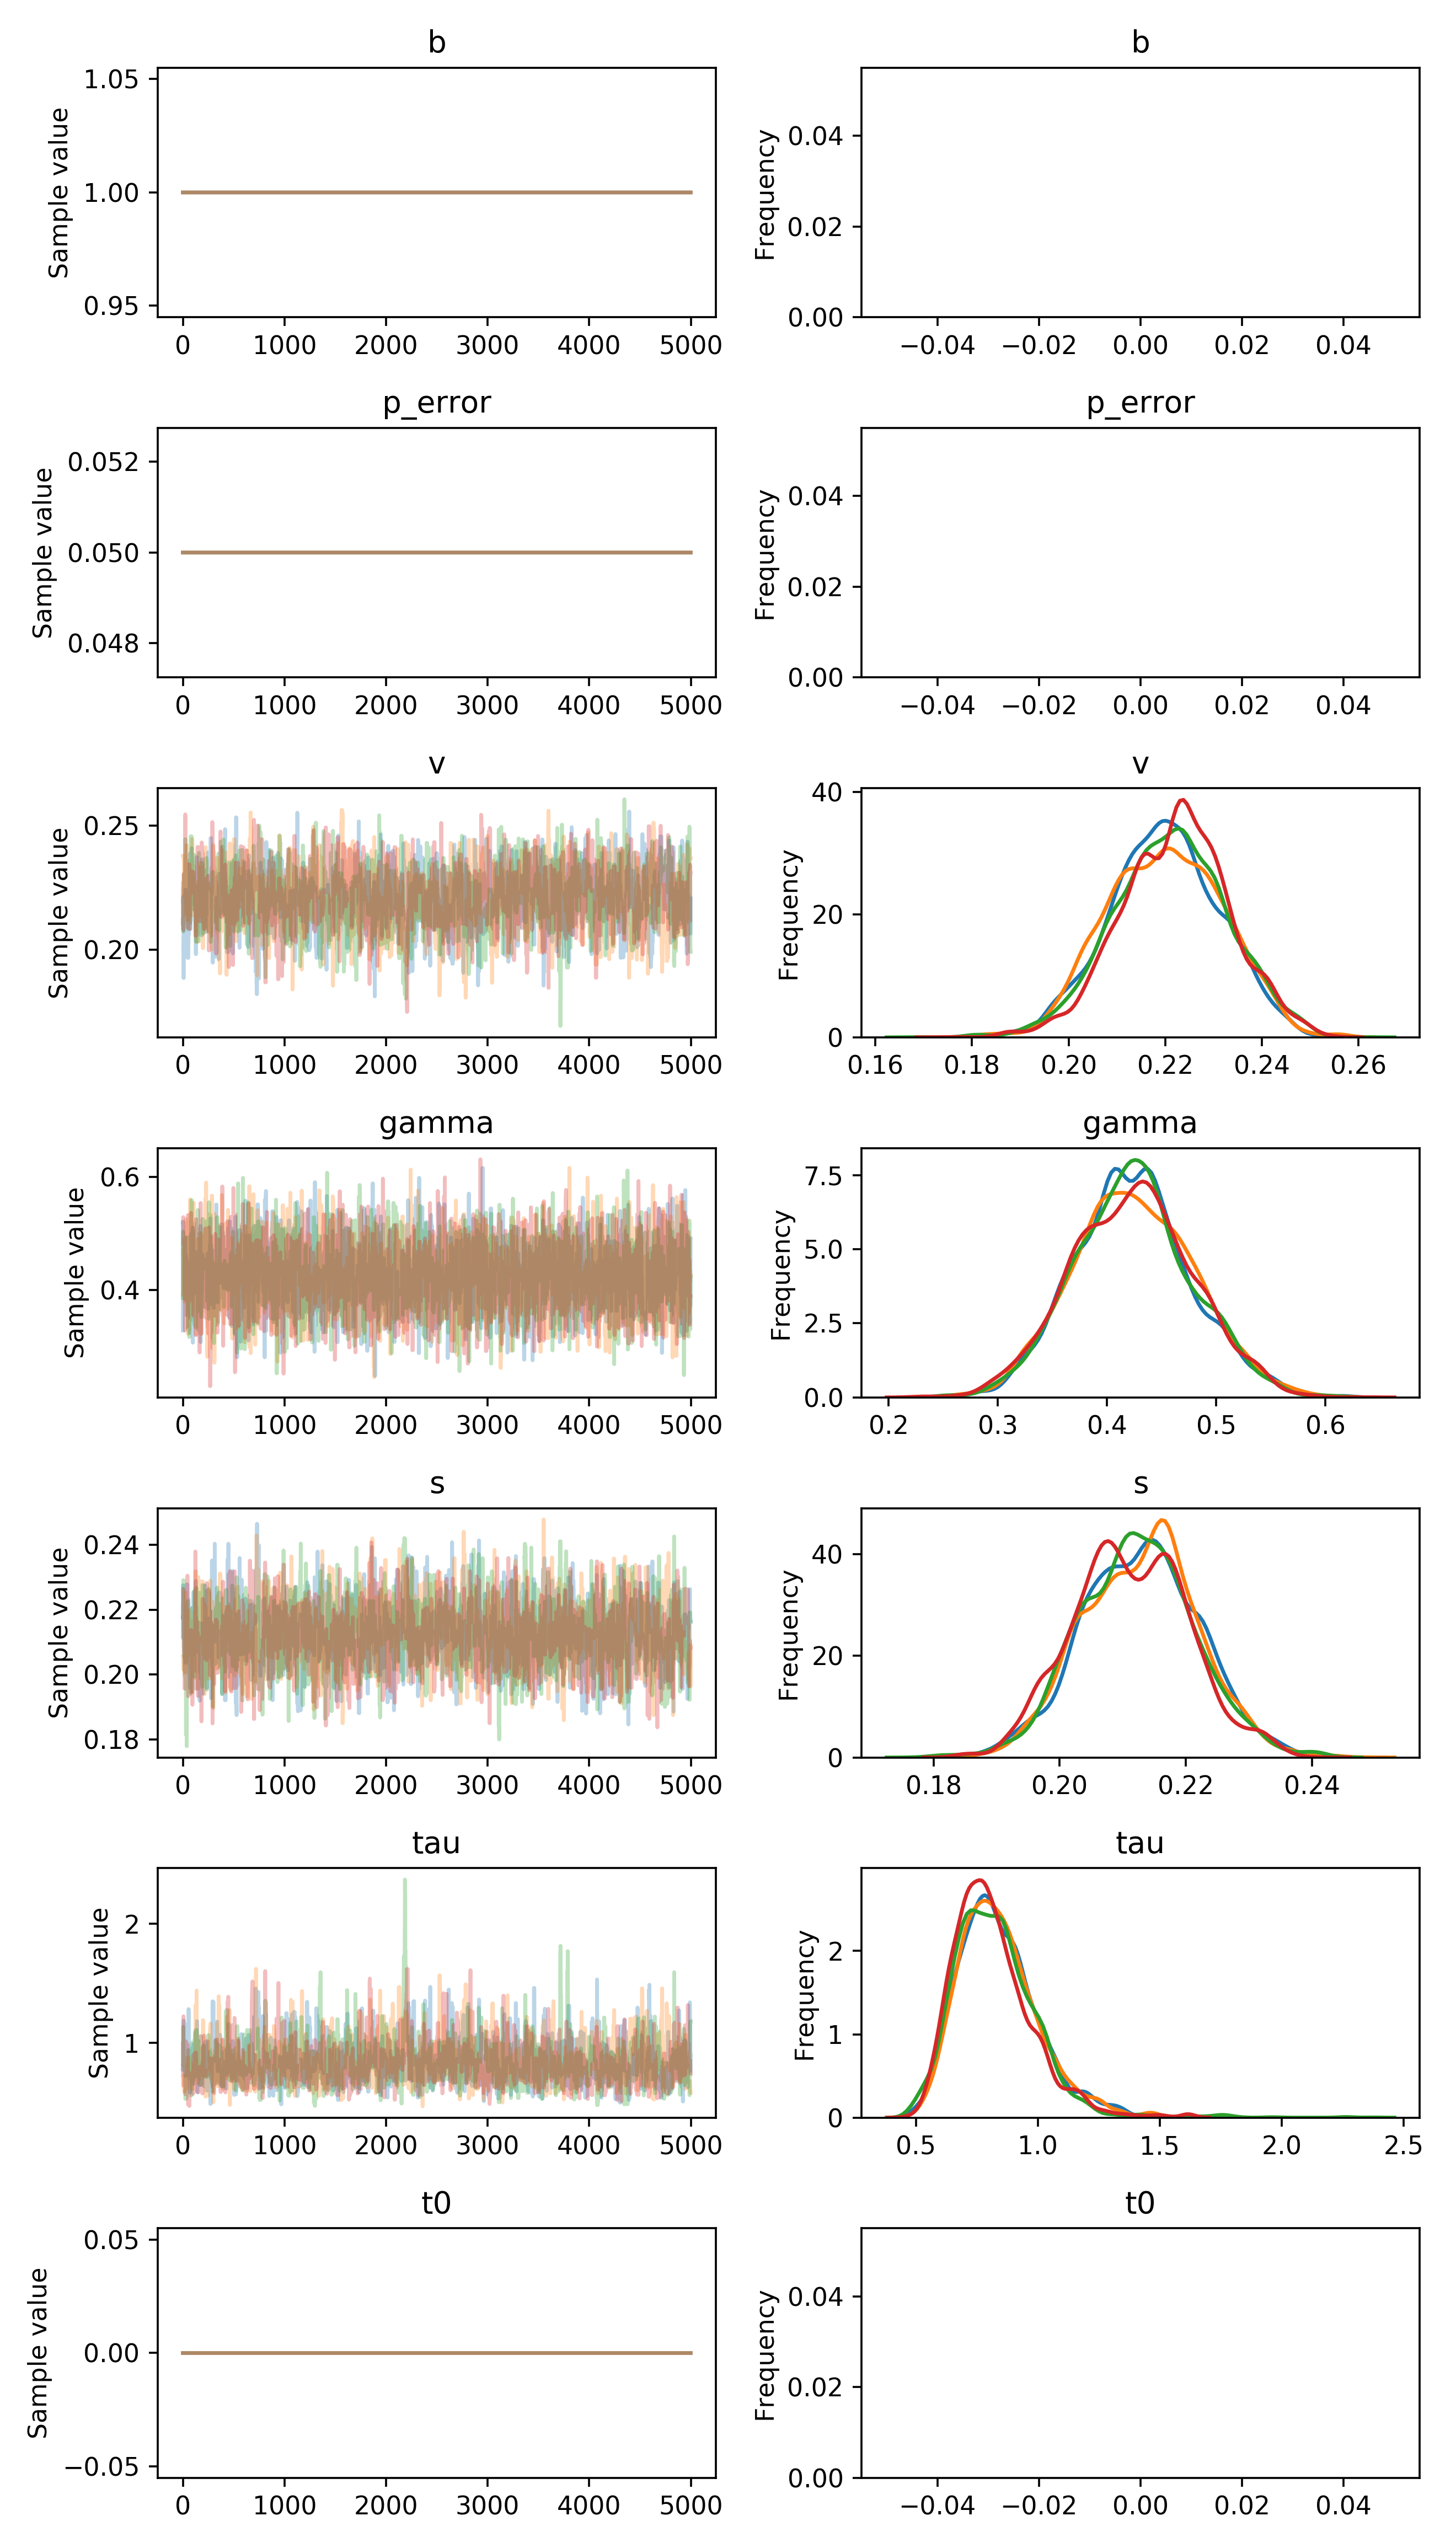 b
b
Sample value
1.05
1.00
0.95
0 1000 2000 3000 4000 5000
Frequency
0.04
0.02
0.00
−0.04 −0.02 0.00 0.02 0.04
p_error
p_error
Sample value
0.052
0.050
0.048
0 1000 2000 3000 4000 5000
Frequency
0.04
0.02
0.00
−0.04 −0.02 0.00 0.02 0.04
v
v
Sample value
0.25
0.20
0 1000 2000 3000 4000 5000
Frequency
40
20
0
0.16 0.18 0.20 0.22 0.24 0.26
gamma
gamma
Sample value
0.6
0.4
0 1000 2000 3000 4000 5000
Frequency
7.5
5.0
2.5
0.0
0.2 0.3 0.4 0.5 0.6
s
s
Sample value
0.24
0.22
0.20
0.18
0 1000 2000 3000 4000 5000
Frequency
40
20
0
0.18 0.20 0.22 0.24
tau
tau
Sample value
2
1
0 1000 2000 3000 4000 5000
Frequency
2
1
0
0.5 1.0 1.5 2.0 2.5
t0
t0
Sample value
0.05
0.00
−0.05
0 1000 2000 3000 4000 5000
Frequency
0.04
0.02
0.00
−0.04 −0.02 0.00 0.02 0.04